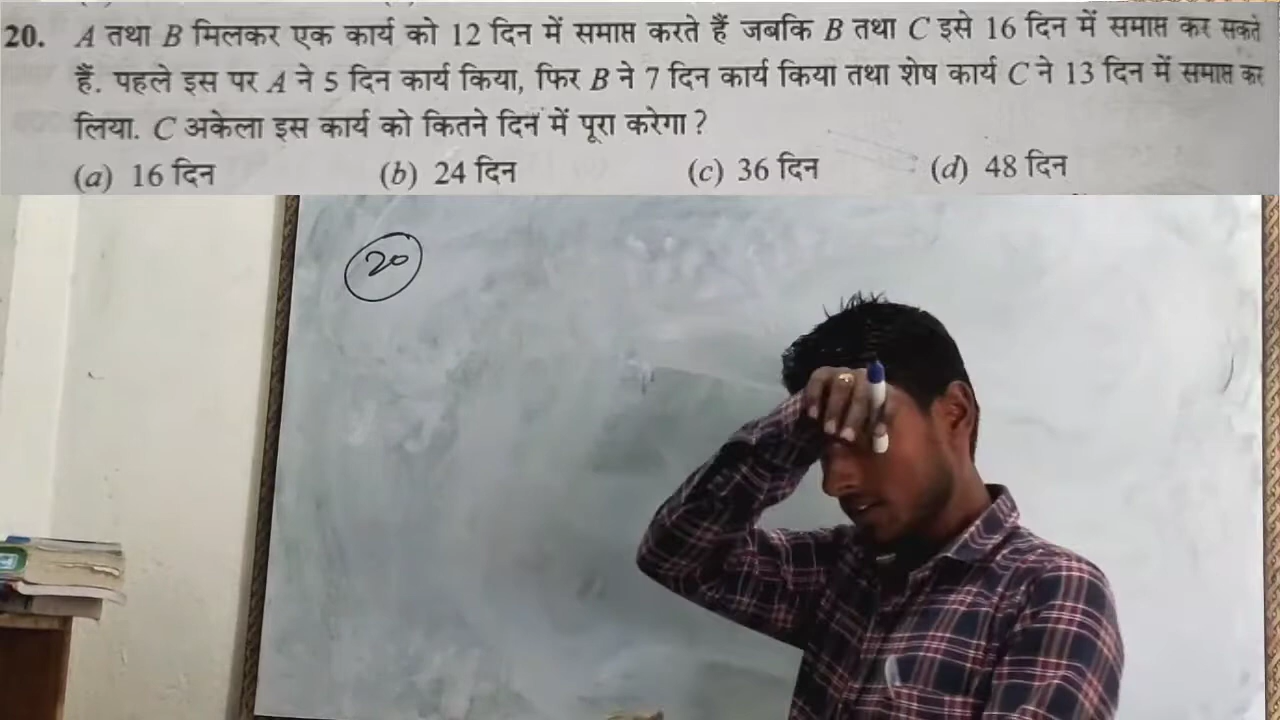 20. A तथा B मिलकर एक कार्य को 12 दिन में समाप्त करते हैं जबकि B तथा C इसे 16 दिन में समाप्त कर सकते
हैं. पहले इस पर A ने 5 दिन कार्य किया, फिर B ने 7 दिन कार्य किया तथा शेष कार्य C ने 13 दिन में समाप्त कर
लिया. C अकेला इस कार्य को कितने दिन में पूरा करेगा ?
(a) 16 दिन (b) 24 दिन (c) 36 दिन (d) 48 दिन
20